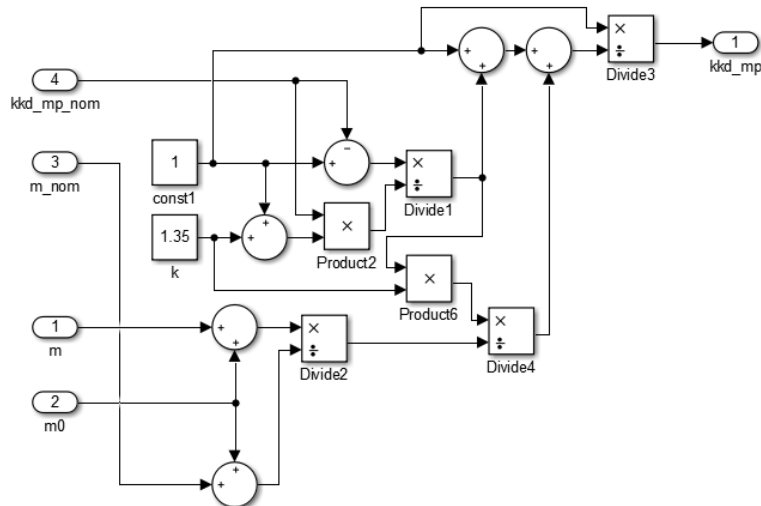 1
kkd_mp
Divide3
× ÷
+ +
+ +
4
kkd_mp_nom
3
m_nom
1
const1
− +
× ÷
Divide1
1.35
k
+ +
×
Product2
×
Product6
1
m
+ +
× ÷
Divide2
× ÷
Divide4
2
m0
+ +